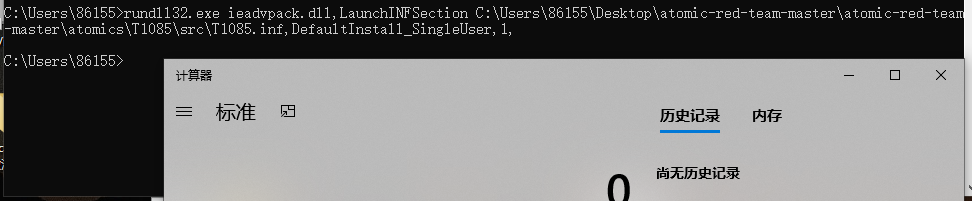 C:\Users\86155>rundll32.exe ieadvpack.dll,LaunchINFSection C:\Users\86155\Desktop\atomic-red-team-master\atomic-red-team
-master\atomics\T1085\src\T1085.inf,DefaultInstall_SingleUser,1,
C:\Users\86155>
计算器
标准
历史记录 内存
尚无历史记录
0